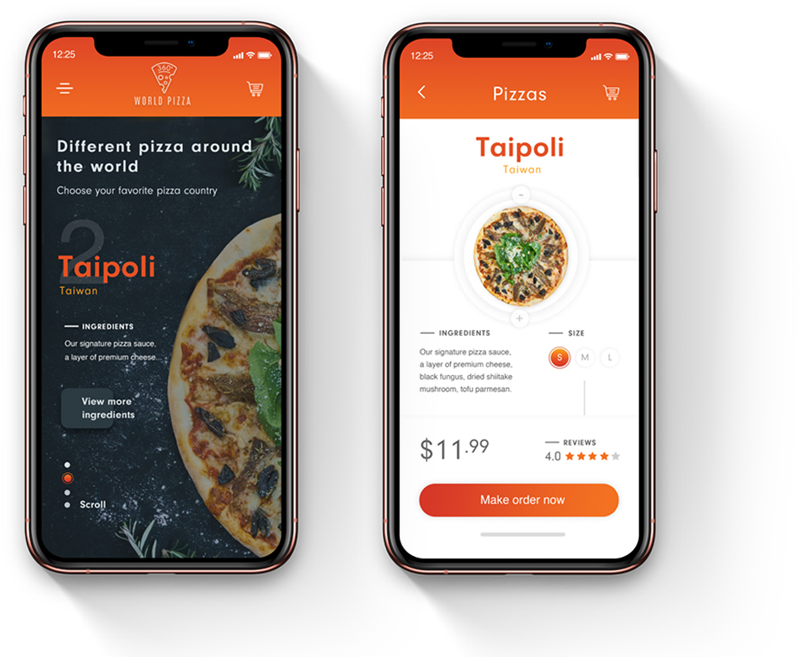 12:25
360°
WORLD PIZZA
Different pizza around
the world
Choose your favorite pizza country
2
Taipoli
Taiwan
INGREDIENTS
Our signature pizza sauce,
a layer of premium cheese
View more
ingredients
Scroll
12:25
Pizzas
Taipoli
Taiwan
-
+
INGREDIENTS
Our signature pizza sauce,
a layer of premium cheese,
black fungus, dried shiitake
mushroom, tofu parmesan.
SIZE
S M L
$11.99
REVIEWS
4.0
Make order now